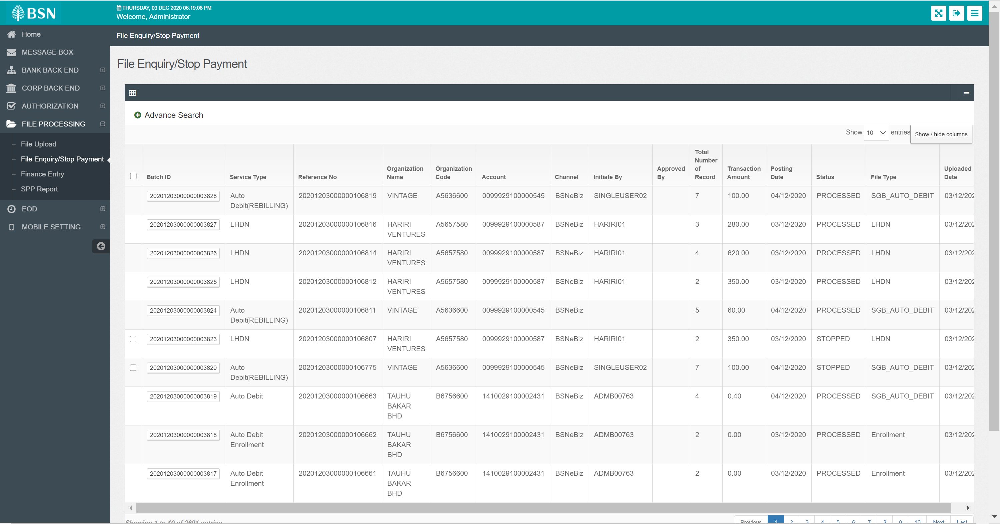 BSN
THURSDAY, 03 DEC 2020 06:19:06 PM
Welcome, Administrator
Home
MESSAGE BOX
BANK BACK END
CORP BACK END
AUTHORIZATION
FILE PROCESSING
File Upload
File Enquiry/Stop Payment
Finance Entry
SPP Report
EOD
MOBILE SETTING
File Enquiry/Stop Payment
File Enquiry/Stop Payment
Advance Search
Show 10 entries Show / hide columns
Batch ID Service Type Reference No Organization Name Organization Code Account Channel Initiate By Approved By Total Number of Record Transaction Amount Posting Date Status File Type Uploaded Date
20201203000000003828 Auto Debit(REBILLING) 20201203000000106819 VINTAGE A5636600 0099929100000545 BSNeBiz SINGLEUSER02 7 100.00 04/12/2020 PROCESSED SGB_AUTO_DEBIT 03/12/202
20201203000000003827 LHDN 20201203000000106816 HARIRI VENTURES A5657580 0099929100000587 BSNeBiz HARIRI01 3 280.00 03/12/2020 PROCESSED LHDN 03/12/202
20201203000000003826 LHDN 20201203000000106814 HARIRI VENTURES A5657580 0099929100000587 BSNeBiz HARIRI01 4 620.00 03/12/2020 PROCESSED LHDN 03/12/202
20201203000000003825 LHDN 20201203000000106812 HARIRI VENTURES A5657580 0099929100000587 BSNeBiz HARIRI01 2 350.00 03/12/2020 PROCESSED LHDN 03/12/202
20201203000000003824 Auto Debit(REBILLING) 20201203000000106811 VINTAGE A5636600 0099929100000545 BSNeBiz 5 60.00 04/12/2020 PROCESSED SGB_AUTO_DEBIT 03/12/202
20201203000000003823 LHDN 20201203000000106807 HARIRI VENTURES A5657580 0099929100000587 BSNeBiz HARIRI01 2 350.00 03/12/2020 STOPPED LHDN 03/12/202
20201203000000003820 Auto Debit(REBILLING) 20201203000000106775 VINTAGE A5636600 0099929100000545 BSNeBiz SINGLEUSER02 7 100.00 04/12/2020 STOPPED SGB_AUTO_DEBIT 03/12/202
20201203000000003819 Auto Debit 20201203000000106663 TAUHU BAKAR BHD B6756600 1410029100002431 BSNeBiz ADMB00763 4 0.40 04/12/2020 PROCESSED SGB_AUTO_DEBIT 03/12/202
20201203000000003818 Auto Debit Enrollment 20201203000000106662 TAUHU BAKAR BHD B6756600 1410029100002431 BSNeBiz ADMB00763 2 0.00 03/12/2020 PROCESSED Enrollment 03/12/202
20201203000000003817 Auto Debit Enrollment 20201203000000106661 TAUHU BAKAR BHD B6756600 1410029100002431 BSNeBiz ADMB00763 2 0.00 03/12/2020 PROCESSED Enrollment 03/12/202
Showing 1 to 10 of 2691 entries
Previous 1 2 3 4 5 6 7 8 9 10 Next Last